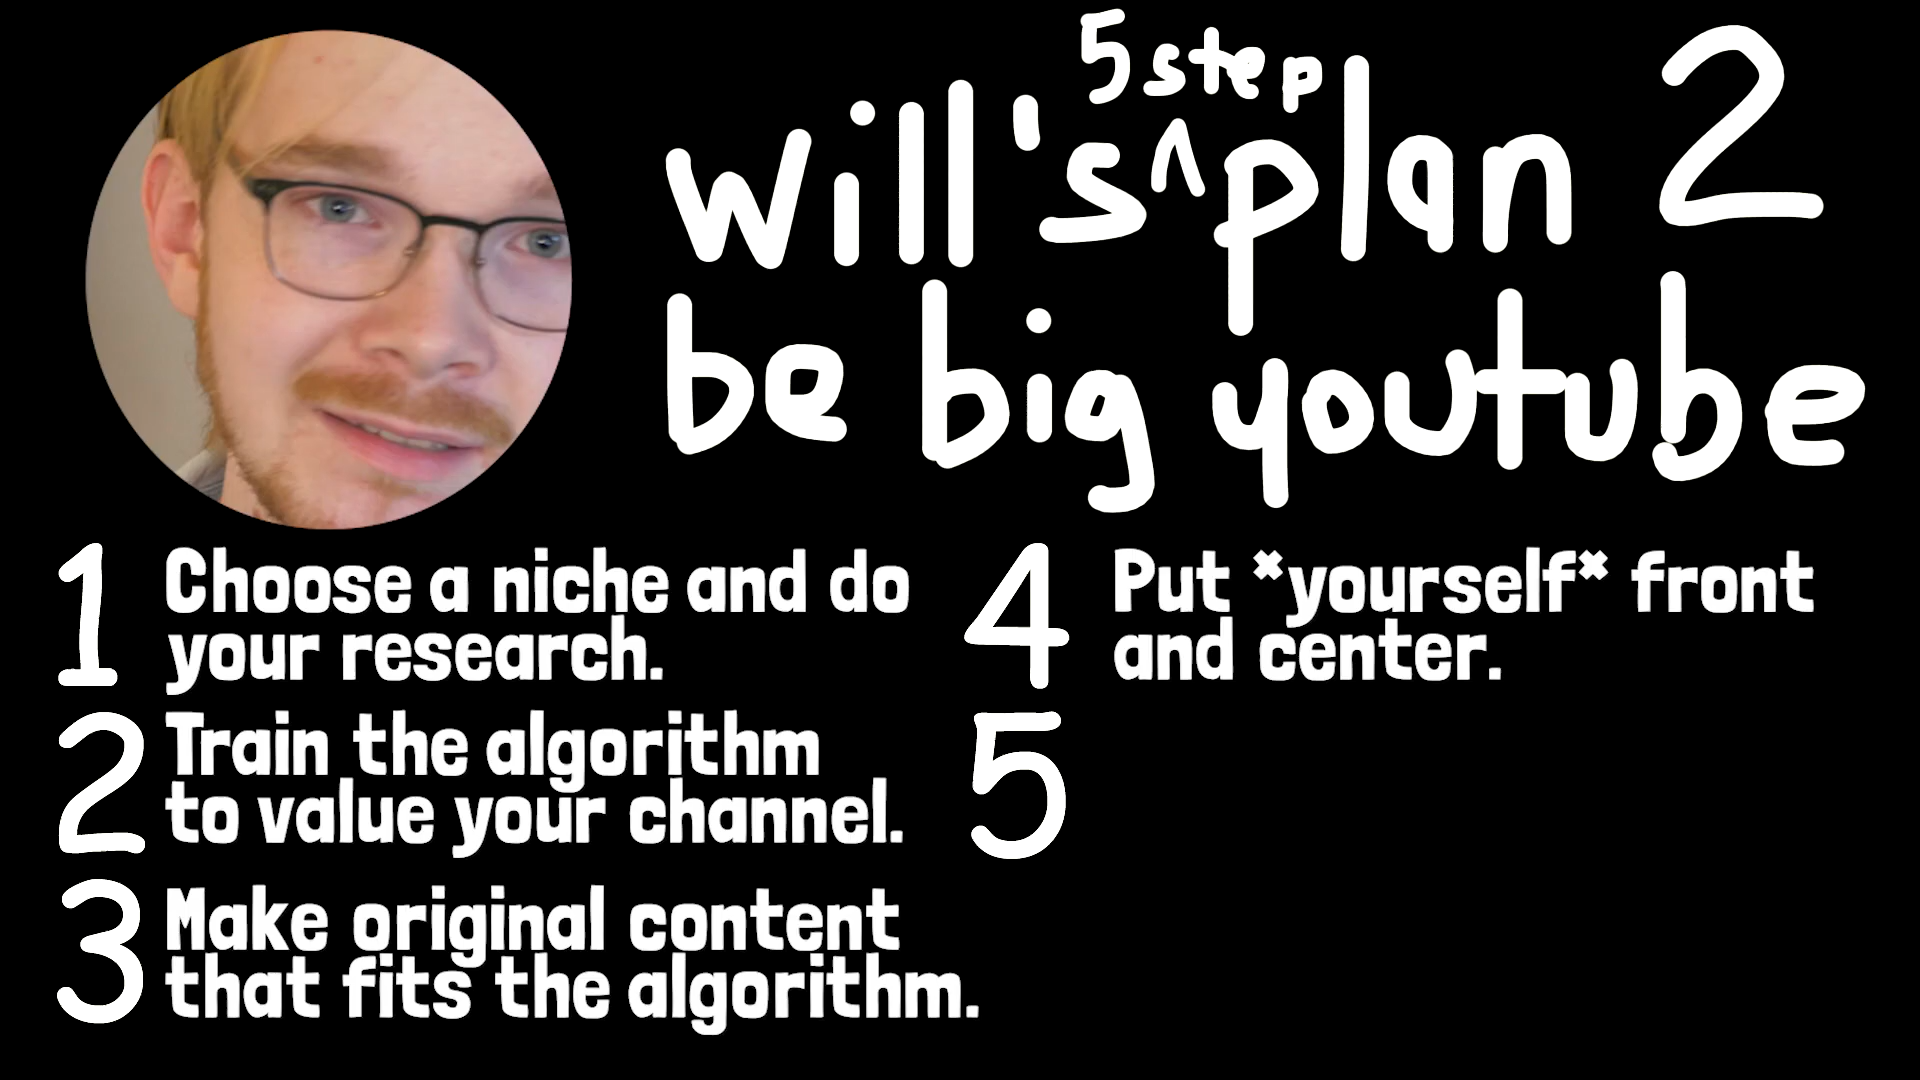 will's ^ plan 2
5 step
be big youtube
1 Choose a niche and do
your research.
2 Train the algorithm
to value your channel.
3 Make original content
that fits the algorithm.
4 Put *yourself* front
and center.
5